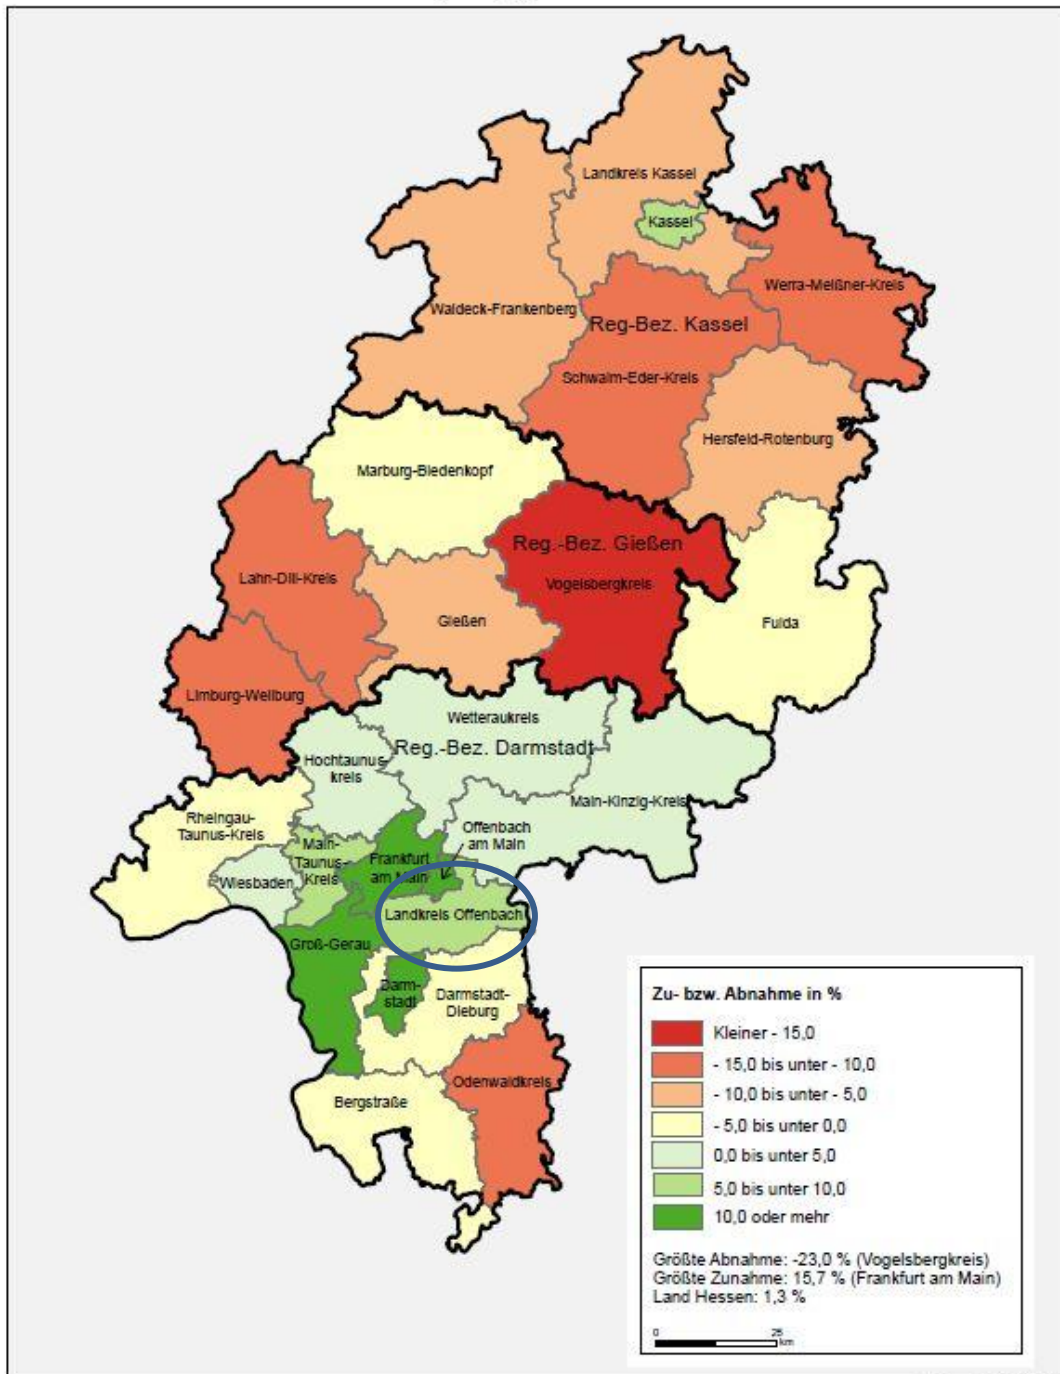 Landkreis Kassel
Kassel
Werra-Meißner-Kreis
Waldeck-Frankenberg
Reg-Bez. Kassel
Schwalm-Eder-Kreis
Hersfeld-Rotenburg
Marburg-Biedenkopf
Reg.-Bez. Gießen
Lahn-Dill-Kreis
Vogelsbergkreis
Gießen
Fulda
Limburg-Weilburg
Wetteraukreis
Reg.-Bez. Darmstadt
Hochtaunus-
kreis
Main-Kinzig-Kreis
Rheingau-
Taunus-Kreis
Offenbach
am Main
Main-
Taunus-
Kreis
Frankfurt
am Main
Wiesbaden
Landkreis Offenbach
Groß-Gerau
Darm-
stadt
Darmstadt-
Dieburg
Odenwaldkreis
Bergstraße
Zu- bzw. Abnahme in %
Kleiner - 15,0
- 15,0 bis unter - 10,0
- 10,0 bis unter - 5,0
- 5,0 bis unter 0,0
0,0 bis unter 5,0
5,0 bis unter 10,0
10,0 oder mehr
Größte Abnahme: -23,0 % (Vogelsbergkreis)
Größte Zunahme: 15,7 % (Frankfurt am Main)
Land Hessen: 1,3 %
0 25
km